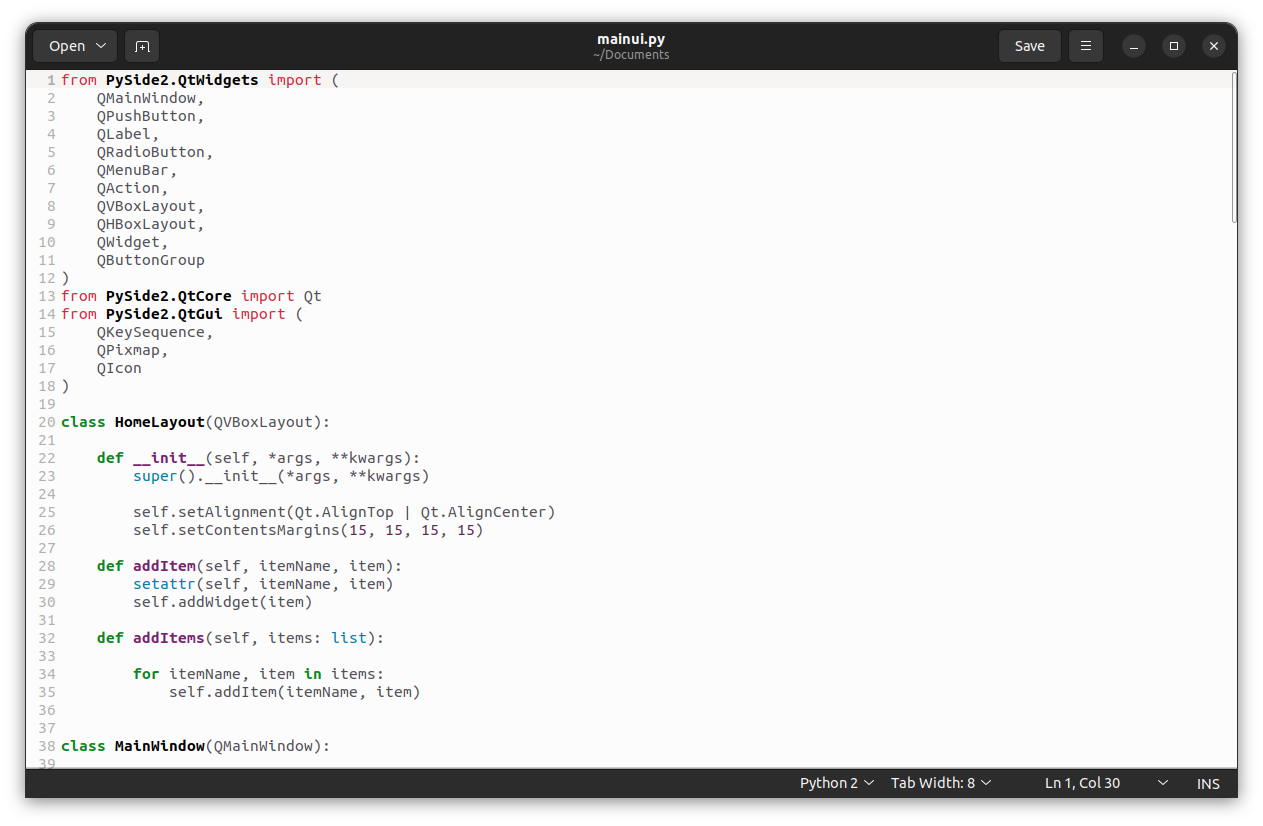 Open
mainui.py
~/Documents
Save
1 from PySide2.QtWidgets import (
2     QMainWindow,
3     QPushButton,
4     QLabel,
5     QRadioButton,
6     QMenuBar,
7     QAction,
8     QVBoxLayout,
9     QHBoxLayout,
10     QWidget,
11     QButtonGroup
12 )
13 from PySide2.QtCore import Qt
14 from PySide2.QtGui import (
15     QKeySequence,
16     QPixmap,
17     QIcon
18 )
19
20 class HomeLayout(QVBoxLayout):
21
22     def __init__(self, *args, **kwargs):
23         super().__init__(*args, **kwargs)
24
25         self.setAlignment(Qt.AlignTop | Qt.AlignCenter)
26         self.setContentsMargins(15, 15, 15, 15)
27
28     def addItem(self, itemName, item):
29         setattr(self, itemName, item)
30         self.addWidget(item)
31
32     def addItems(self, items: list):
33
34         for itemName, item in items:
35             self.addItem(itemName, item)
36
37
38 class MainWindow(QMainWindow):
39
Python 2 Tab Width: 8 Ln 1, Col 30 INS